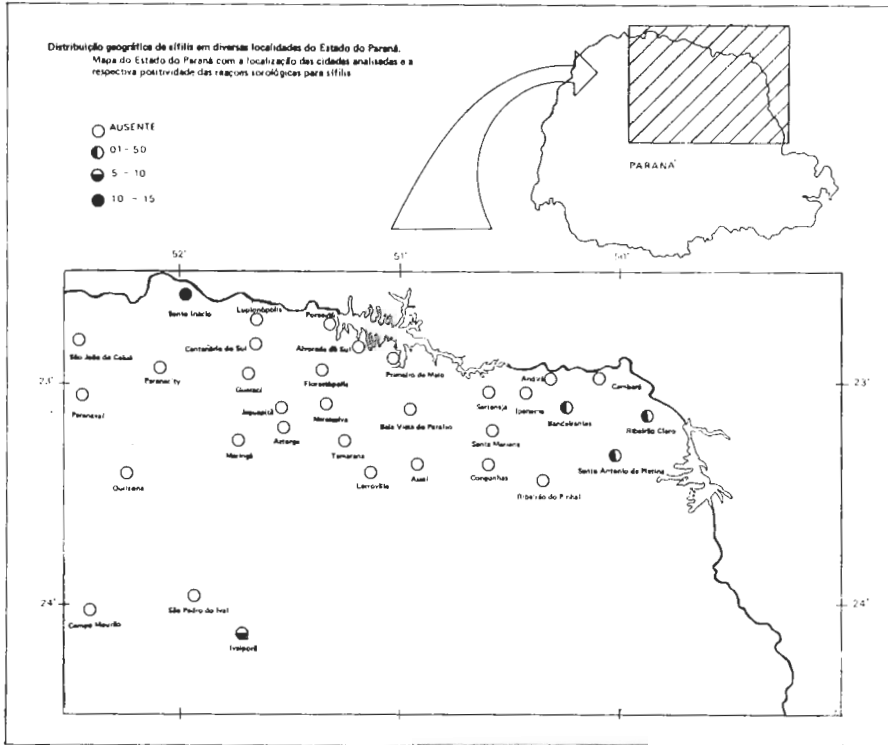 Distribuição geográfica de sífilis em diversas localidades do Estado do Paraná.
Mapa do Estado do Paraná com a localização das cidades analisadas e a
respectiva positividade das reaçons sorológicas para sífilis
AUSENTE
01 - 50
5 - 10
10 - 15
PARANÁ
52°
51°
50°
Santo Inácio
Lupionópolis
Porecatú
São João do Caiuá
Centenário do Sul
Alvorada do Sul
Primeiro de Maio
23°
Paranacity
Guaraci
Florestópolis
Andirá
Cambará
23°
Paranavaí
Jaguapitã
Miraselva
Bela Vista do Paraíso
Sertaneja
Itambaracá
Bandeirantes
Ribeirão Claro
Maringá
Astorga
Tamarana
Santa Mariana
Ourizona
Lerroville
Assaí
Congonhas
Santo Antonio da Platina
Ribeirão do Pinhal
24°
Campo Mourão
São Pedro do Ivaí
24°
Ivaiporã